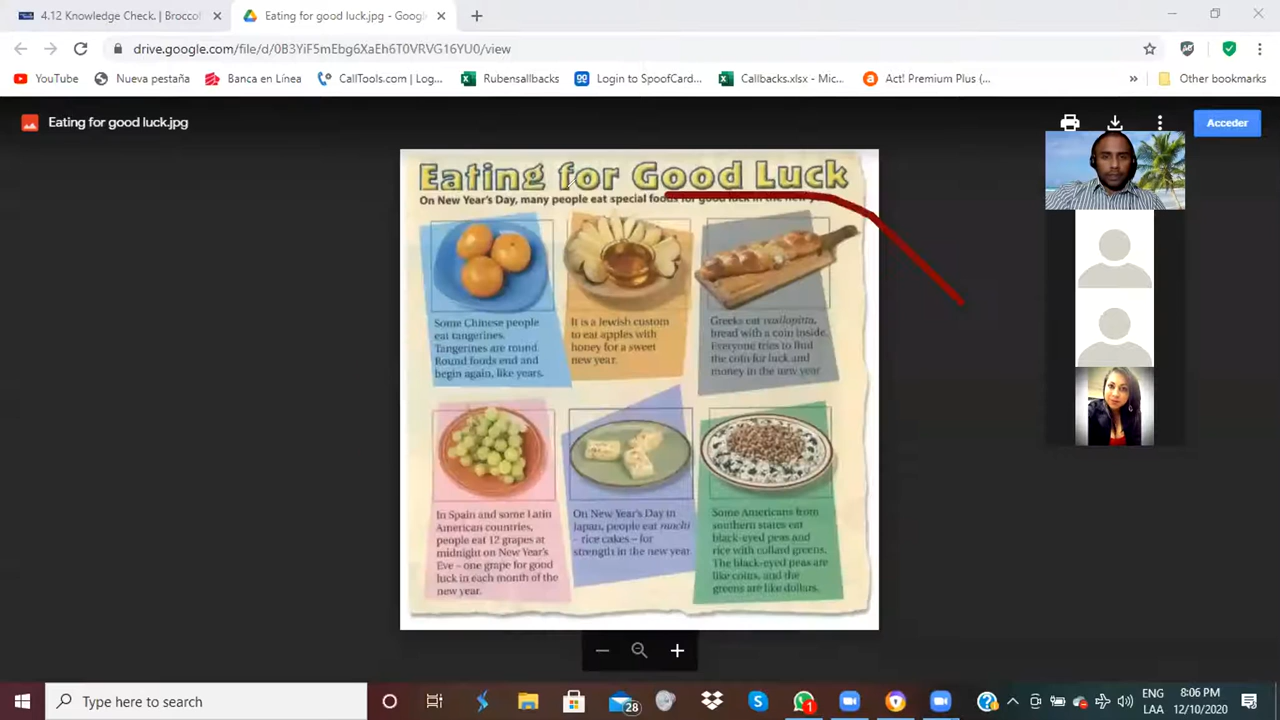 4.12 Knowledge Check. | Brocco
Eating for good luck.jpg - Google
drive.google.com/file/d/0B3YiF5mEbg6XaEh6T0VRVG16YU0/view
YouTube
Nueva pestaña
Banca en Línea
CallTools.com | Log...
Rubensallbacks
Login to SpoofCard...
Callbacks.xlsx - Mic...
Act! Premium Plus (...
»
Other bookmarks
Eating for good luck.jpg
Acceder
Eating for Good Luck
On New Year's Day, many people eat special foods for good luck in the new
Some Chinese people
eat tangerines.
Tangerines are round.
Round foods end and
begin again, like years.
It is a Jewish custom
to eat apples with
honey for a sweet
new year.
Greeks eat vasilopitta,
bread with a coin inside.
Everyone tries to find
the coin for luck and
money in the new year
In Spain and some Latin
American countries,
people eat 12 grapes at
midnight on New Year's
Eve – one grape for good
luck in each month of the
new year.
On New Year's Day in
Japan, people eat mochi
– rice cakes – for
strength in the new year.
Some Americans from
southern states eat
black-eyed peas and
rice with collard greens.
The black-eyed peas are
like coins, and the
greens are like dollars.
Type here to search
28
1
ENG
LAA
8:06 PM
12/10/2020